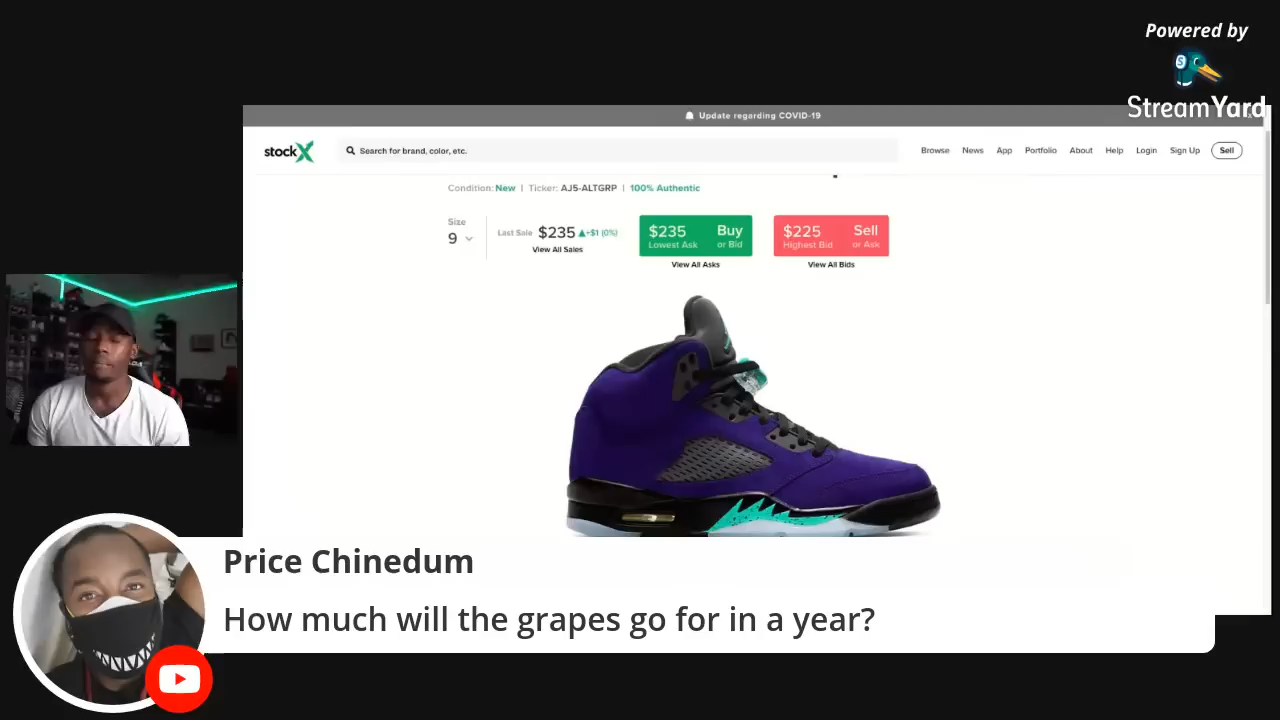 Powered by
StreamYard
Update regarding COVID-19
stockX
Search for brand, color, etc.
Browse News App Portfolio About Help Login Sign Up Sell
Condition: New | Ticker: AJ5-ALTGRP | 100% Authentic
Size
9
Last Sale $235 ▲+$1 (0%)
View All Sales
$235 Buy
Lowest Ask or Bid
View All Asks
$225 Sell
Highest Bid or Ask
View All Bids
Price Chinedum
How much will the grapes go for in a year?